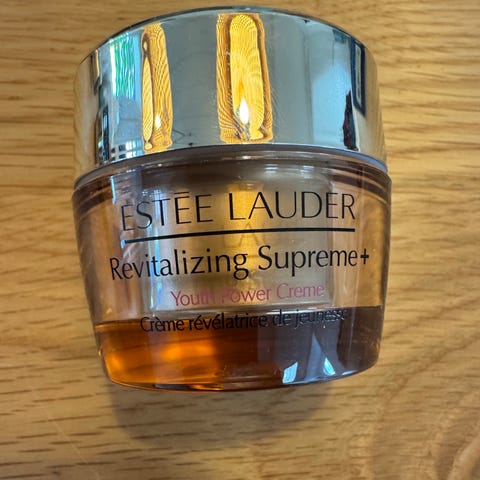 ESTĒE LAUDER
Revitalizing Supreme+
Youth Power Creme
Crème révélatrice de jeunesse